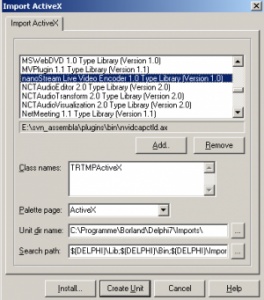 Import ActiveX
Import ActiveX
MSWebDVD 1.0 Type Library (Version 1.0)
MVPlugin 1.1 Type Library (Version 1.1)
nanoStream Live Video Encoder 1.0 Type Library (Version 1.0)
NCTAudioEditor 2.0 Type Library (Version 2.0)
NCTAudioTransform 2.0 Type Library (Version 2.0)
NCTAudioVisualization 2.0 Type Library (Version 2.0)
NetMeeting 1.1 Type Library (Version 1.1)
E:\svn_assembla\plugins\bin\nvidcapctld.ax
Add...
Remove
Class names:
TRTMPActiveX
Palette page:
ActiveX
Unit dir name:
C:\Programme\Borland\Delphi7\Imports\
...
Search path:
$(DELPHI)\Lib;$(DELPHI)\Bin;$(DELPHI)\Impor
...
Install...
Create Unit
Cancel
Help